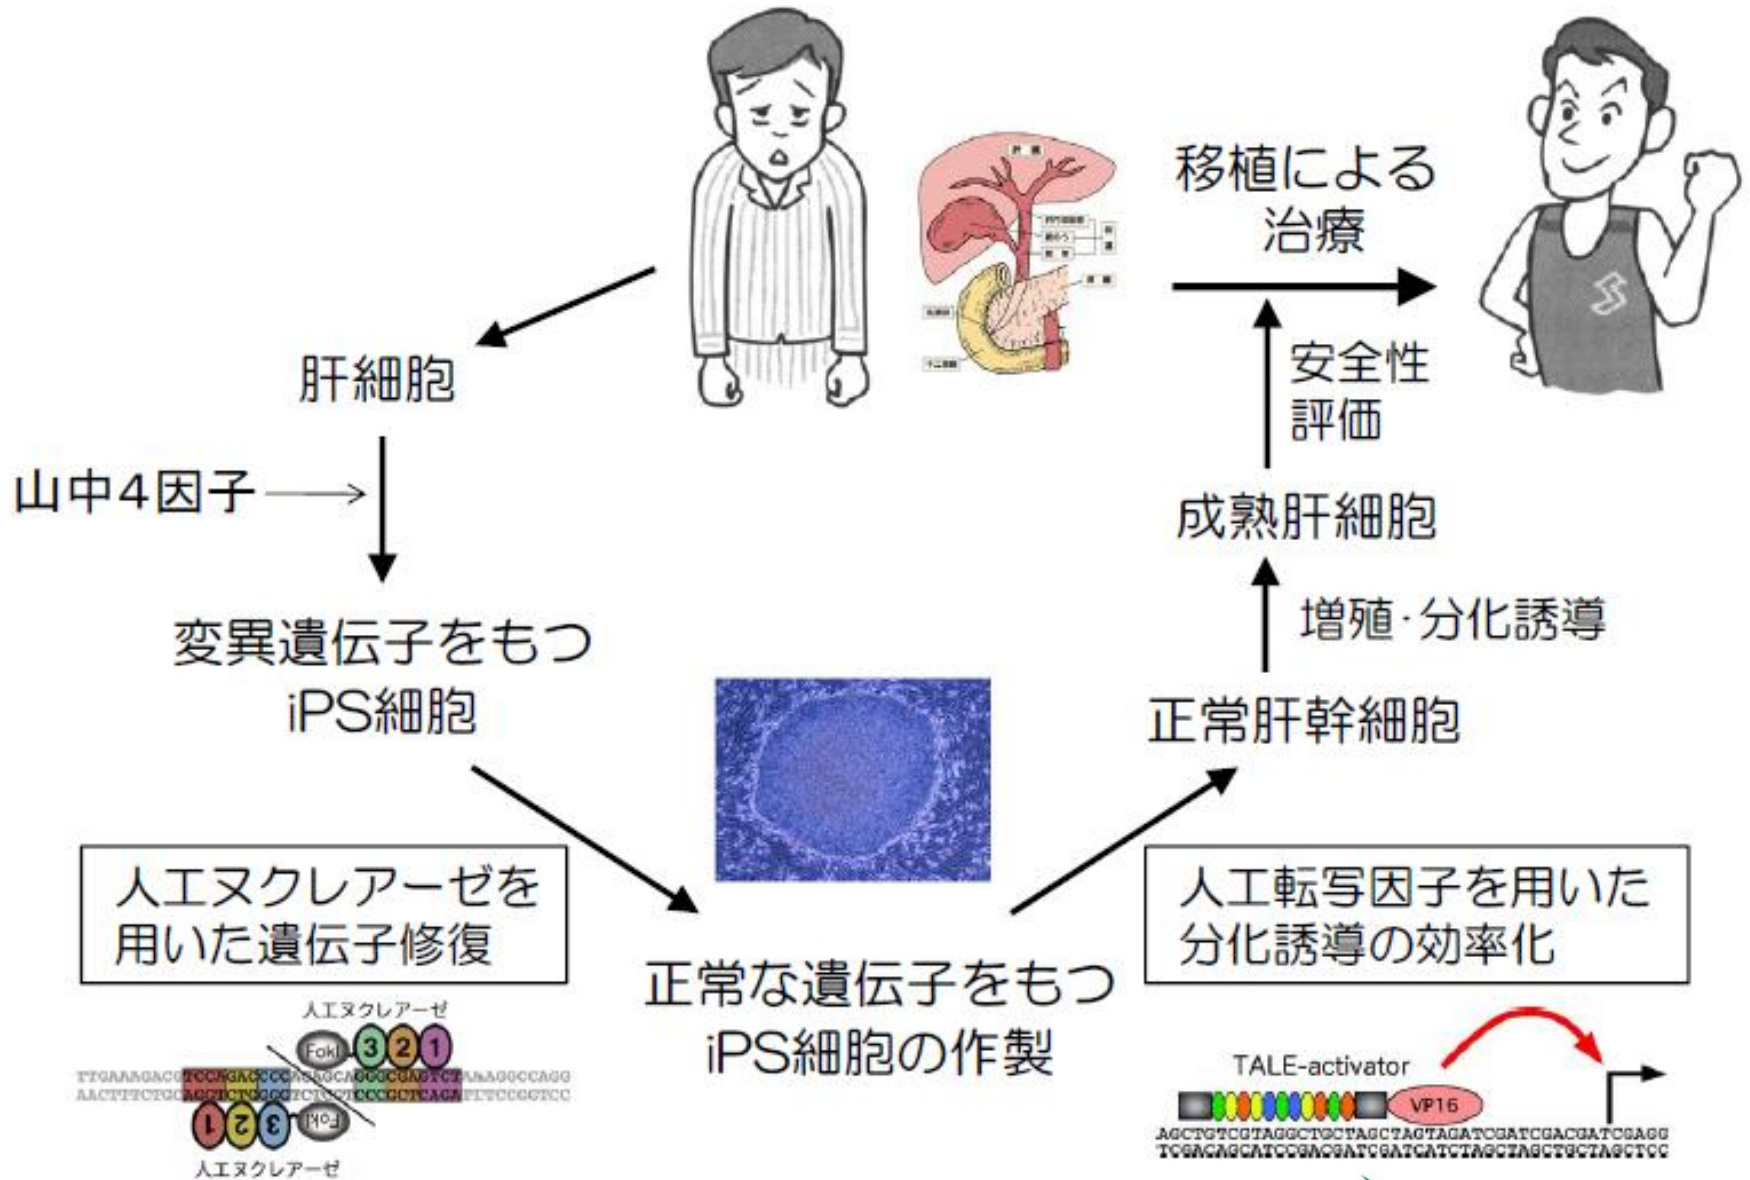 肝臓
移植による
治療
安全性
評価
肝細胞
山中4因子
成熟肝細胞
増殖・分化誘導
変異遺伝子をもつ
iPS細胞
正常肝幹細胞
人工ヌクレアーゼを
用いた遺伝子修復
正常な遺伝子をもつ
iPS細胞の作製
人工転写因子を用いた
分化誘導の効率化
人工ヌクレアーゼ
FokI 3 2 1
TTGAAAGACGTCCAGACCCCAGAGCAGGGCGAGTCTAAAAGGCCAGG
1 2 3 FokI
人工ヌクレアーゼ
TALE-activator
VP16
AGCTGTCGTAGGCTGCTAGCTAGTAGATCGATCGACGATCGAGG
TCGACAGCATCCGACGATCGATCATCTAGCTAGCTGCTAGCTCC